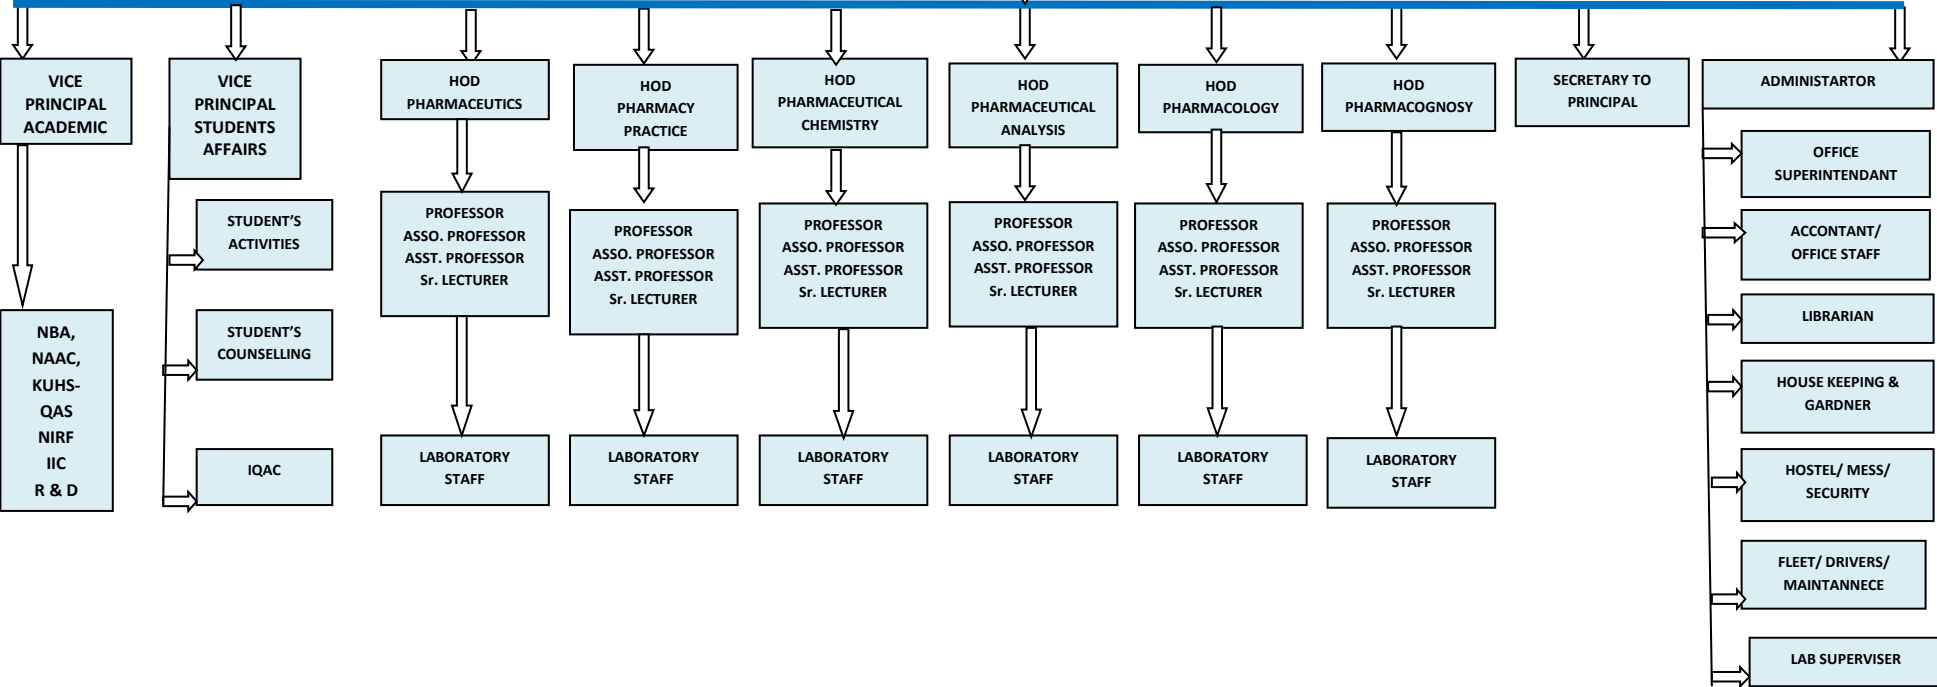 VICE
PRINCIPAL
ACADEMIC
NBA,
NAAC,
KUHS-
QAS
NIRF
IIC
R & D
VICE
PRINCIPAL
STUDENTS
AFFAIRS
STUDENT'S
ACTIVITIES
STUDENT'S
COUNSELLING
IQAC
HOD
PHARMACEUTICS
PROFESSOR
ASSO. PROFESSOR
ASST. PROFESSOR
Sr. LECTURER
LABORATORY
STAFF
HOD
PHARMACY
PRACTICE
PROFESSOR
ASSO. PROFESSOR
ASST. PROFESSOR
Sr. LECTURER
LABORATORY
STAFF
HOD
PHARMACEUTICAL
CHEMISTRY
PROFESSOR
ASSO. PROFESSOR
ASST. PROFESSOR
Sr. LECTURER
LABORATORY
STAFF
HOD
PHARMACEUTICAL
ANALYSIS
PROFESSOR
ASSO. PROFESSOR
ASST. PROFESSOR
Sr. LECTURER
LABORATORY
STAFF
HOD
PHARMACOLOGY
PROFESSOR
ASSO. PROFESSOR
ASST. PROFESSOR
Sr. LECTURER
LABORATORY
STAFF
HOD
PHARMACOGNOSY
PROFESSOR
ASSO. PROFESSOR
ASST. PROFESSOR
Sr. LECTURER
LABORATORY
STAFF
SECRETARY TO
PRINCIPAL
ADMINISTARTOR
OFFICE
SUPERINTENDANT
ACCONTANT/
OFFICE STAFF
LIBRARIAN
HOUSE KEEPING &
GARDNER
HOSTEL/ MESS/
SECURITY
FLEET/ DRIVERS/
MAINTANNECE
LAB SUPERVISER